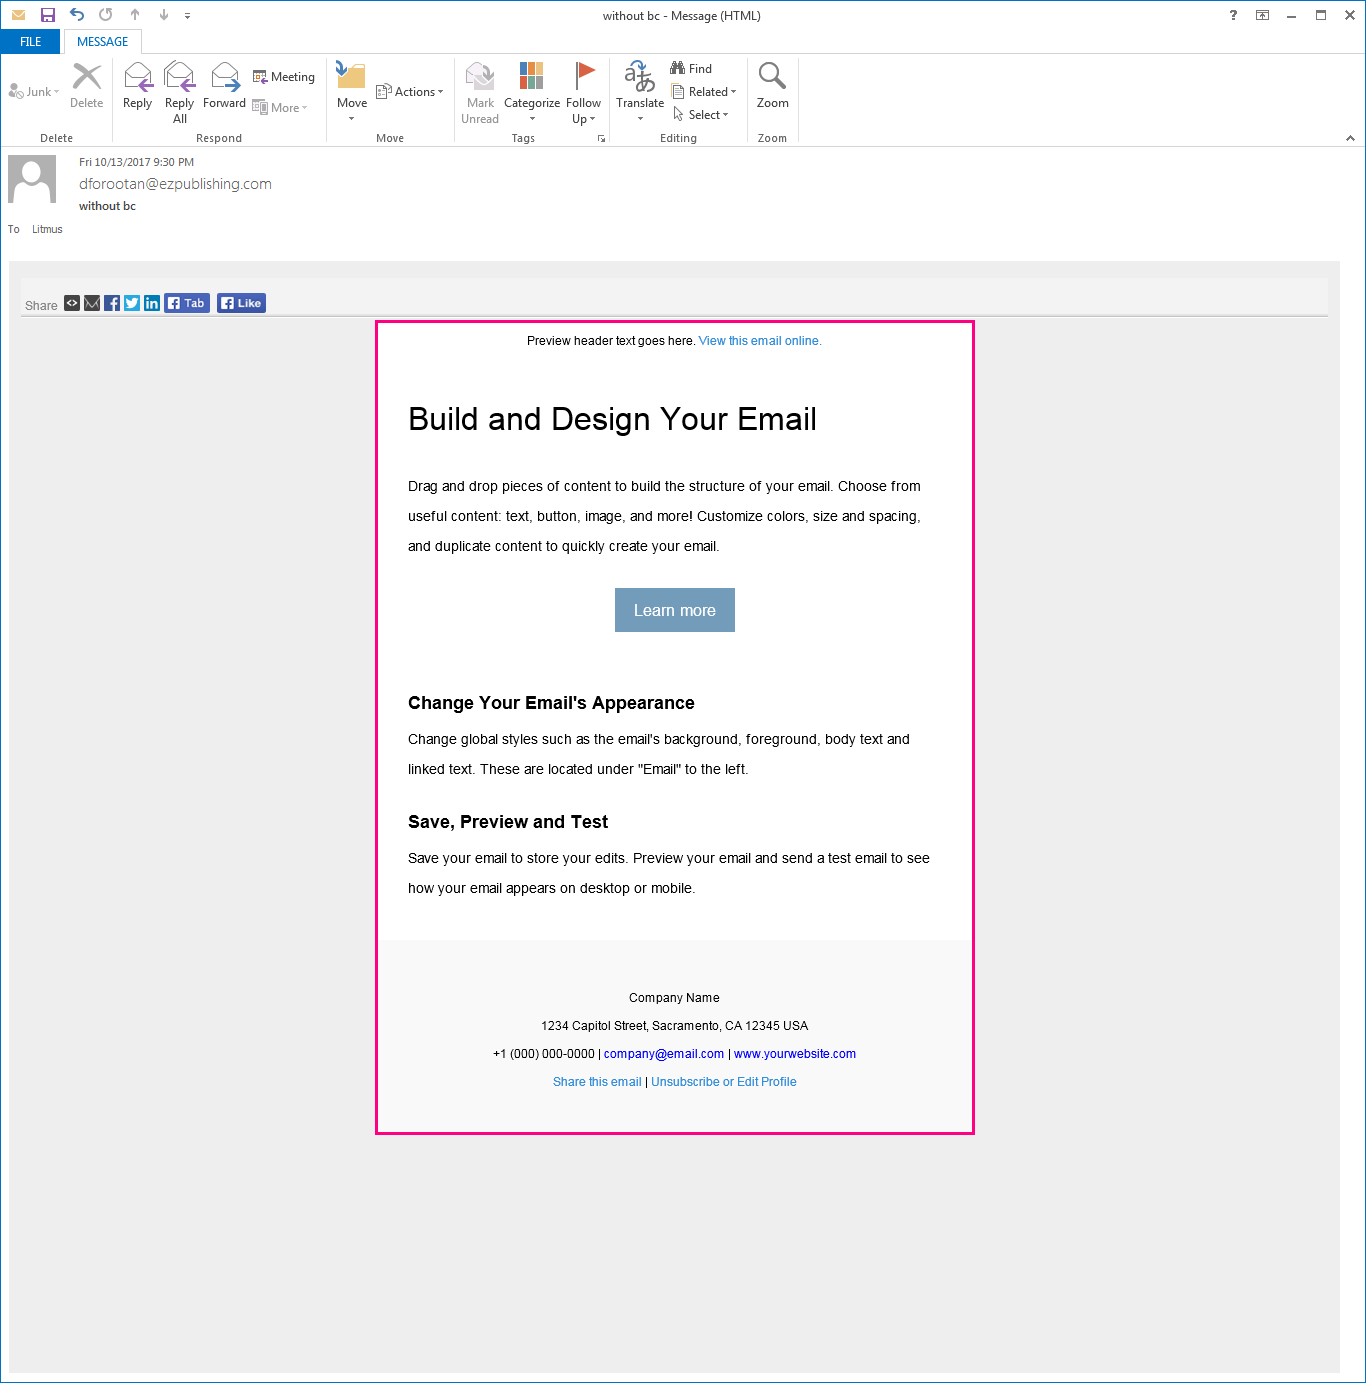 without bc - Message (HTML)
?
FILE
MESSAGE
Junk
Delete
Reply
Reply All
Forward
Meeting
More
Move
Actions
Mark Unread
Categorize
Follow Up
Translate
Find
Related
Select
Zoom
Delete
Respond
Move
Tags
Editing
Zoom
Fri 10/13/2017 9:30 PM
dforootan@ezpublishing.com
without bc
To Litmus
Share <> f in f Tab f Like
Preview header text goes here. View this email online.
Build and Design Your Email
Drag and drop pieces of content to build the structure of your email. Choose from
useful content: text, button, image, and more! Customize colors, size and spacing,
and duplicate content to quickly create your email.
Learn more
Change Your Email's Appearance
Change global styles such as the email's background, foreground, body text and
linked text. These are located under "Email" to the left.
Save, Preview and Test
Save your email to store your edits. Preview your email and send a test email to see
how your email appears on desktop or mobile.
Company Name
1234 Capitol Street, Sacramento, CA 12345 USA
+1 (000) 000-0000 | company@email.com | www.yourwebsite.com
Share this email | Unsubscribe or Edit Profile